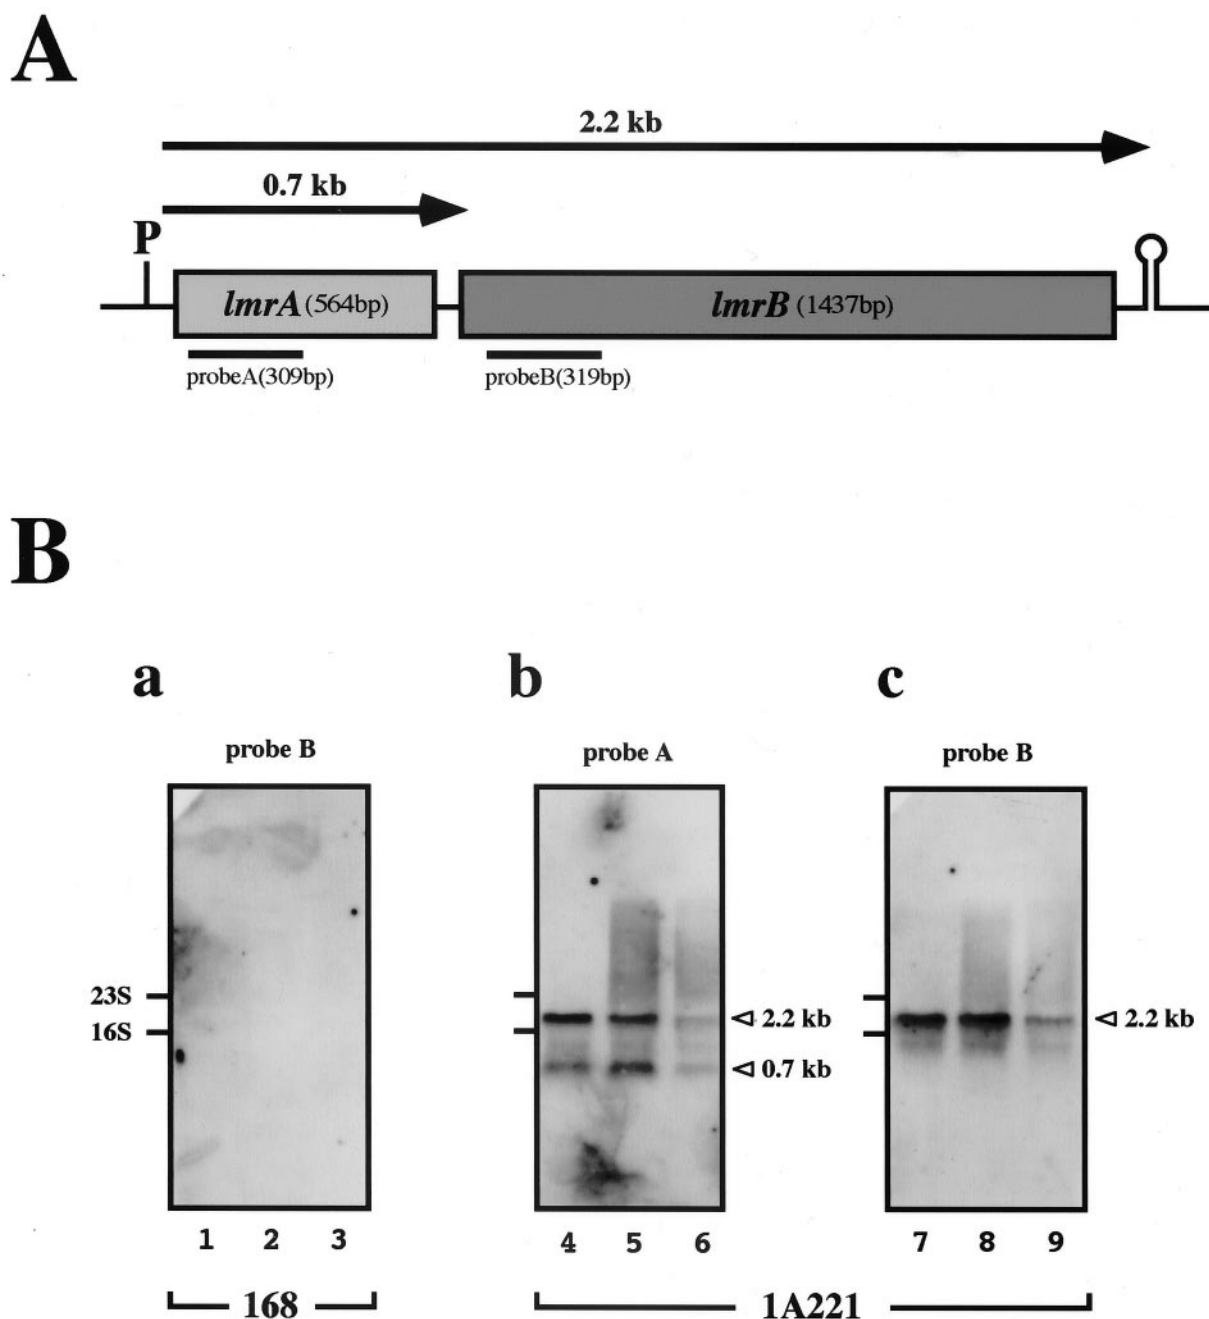 A
2.2 kb
0.7 kb
P
lmrA (564bp)
lmrB (1437bp)
probeA(309bp)
probeB(319bp)
B
a
b
c
probe B
probe A
probe B
23S
16S
2.2 kb
0.7 kb
2.2 kb
1 2 3
4 5 6
7 8 9
168
1A221